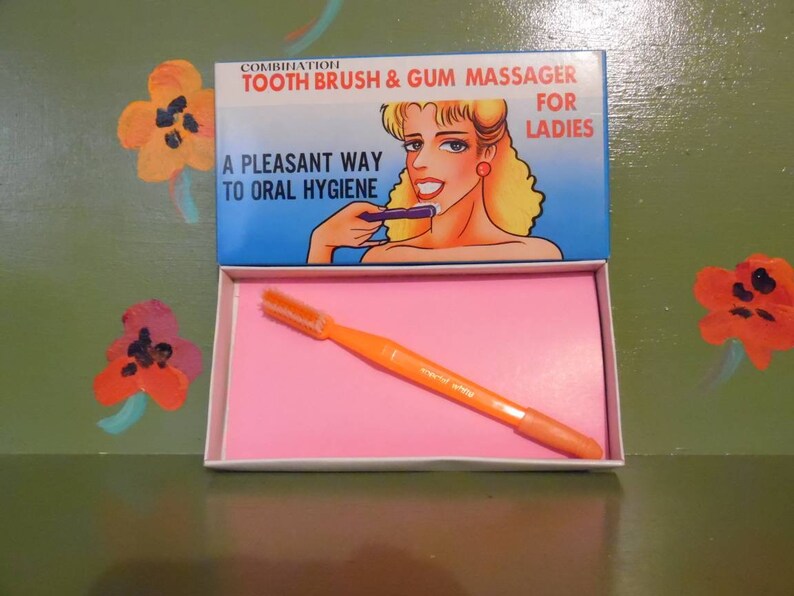 COMBINATION
TOOTH BRUSH & GUM MASSAGER
FOR
LADIES
A PLEASANT WAY
TO ORAL HYGIENE